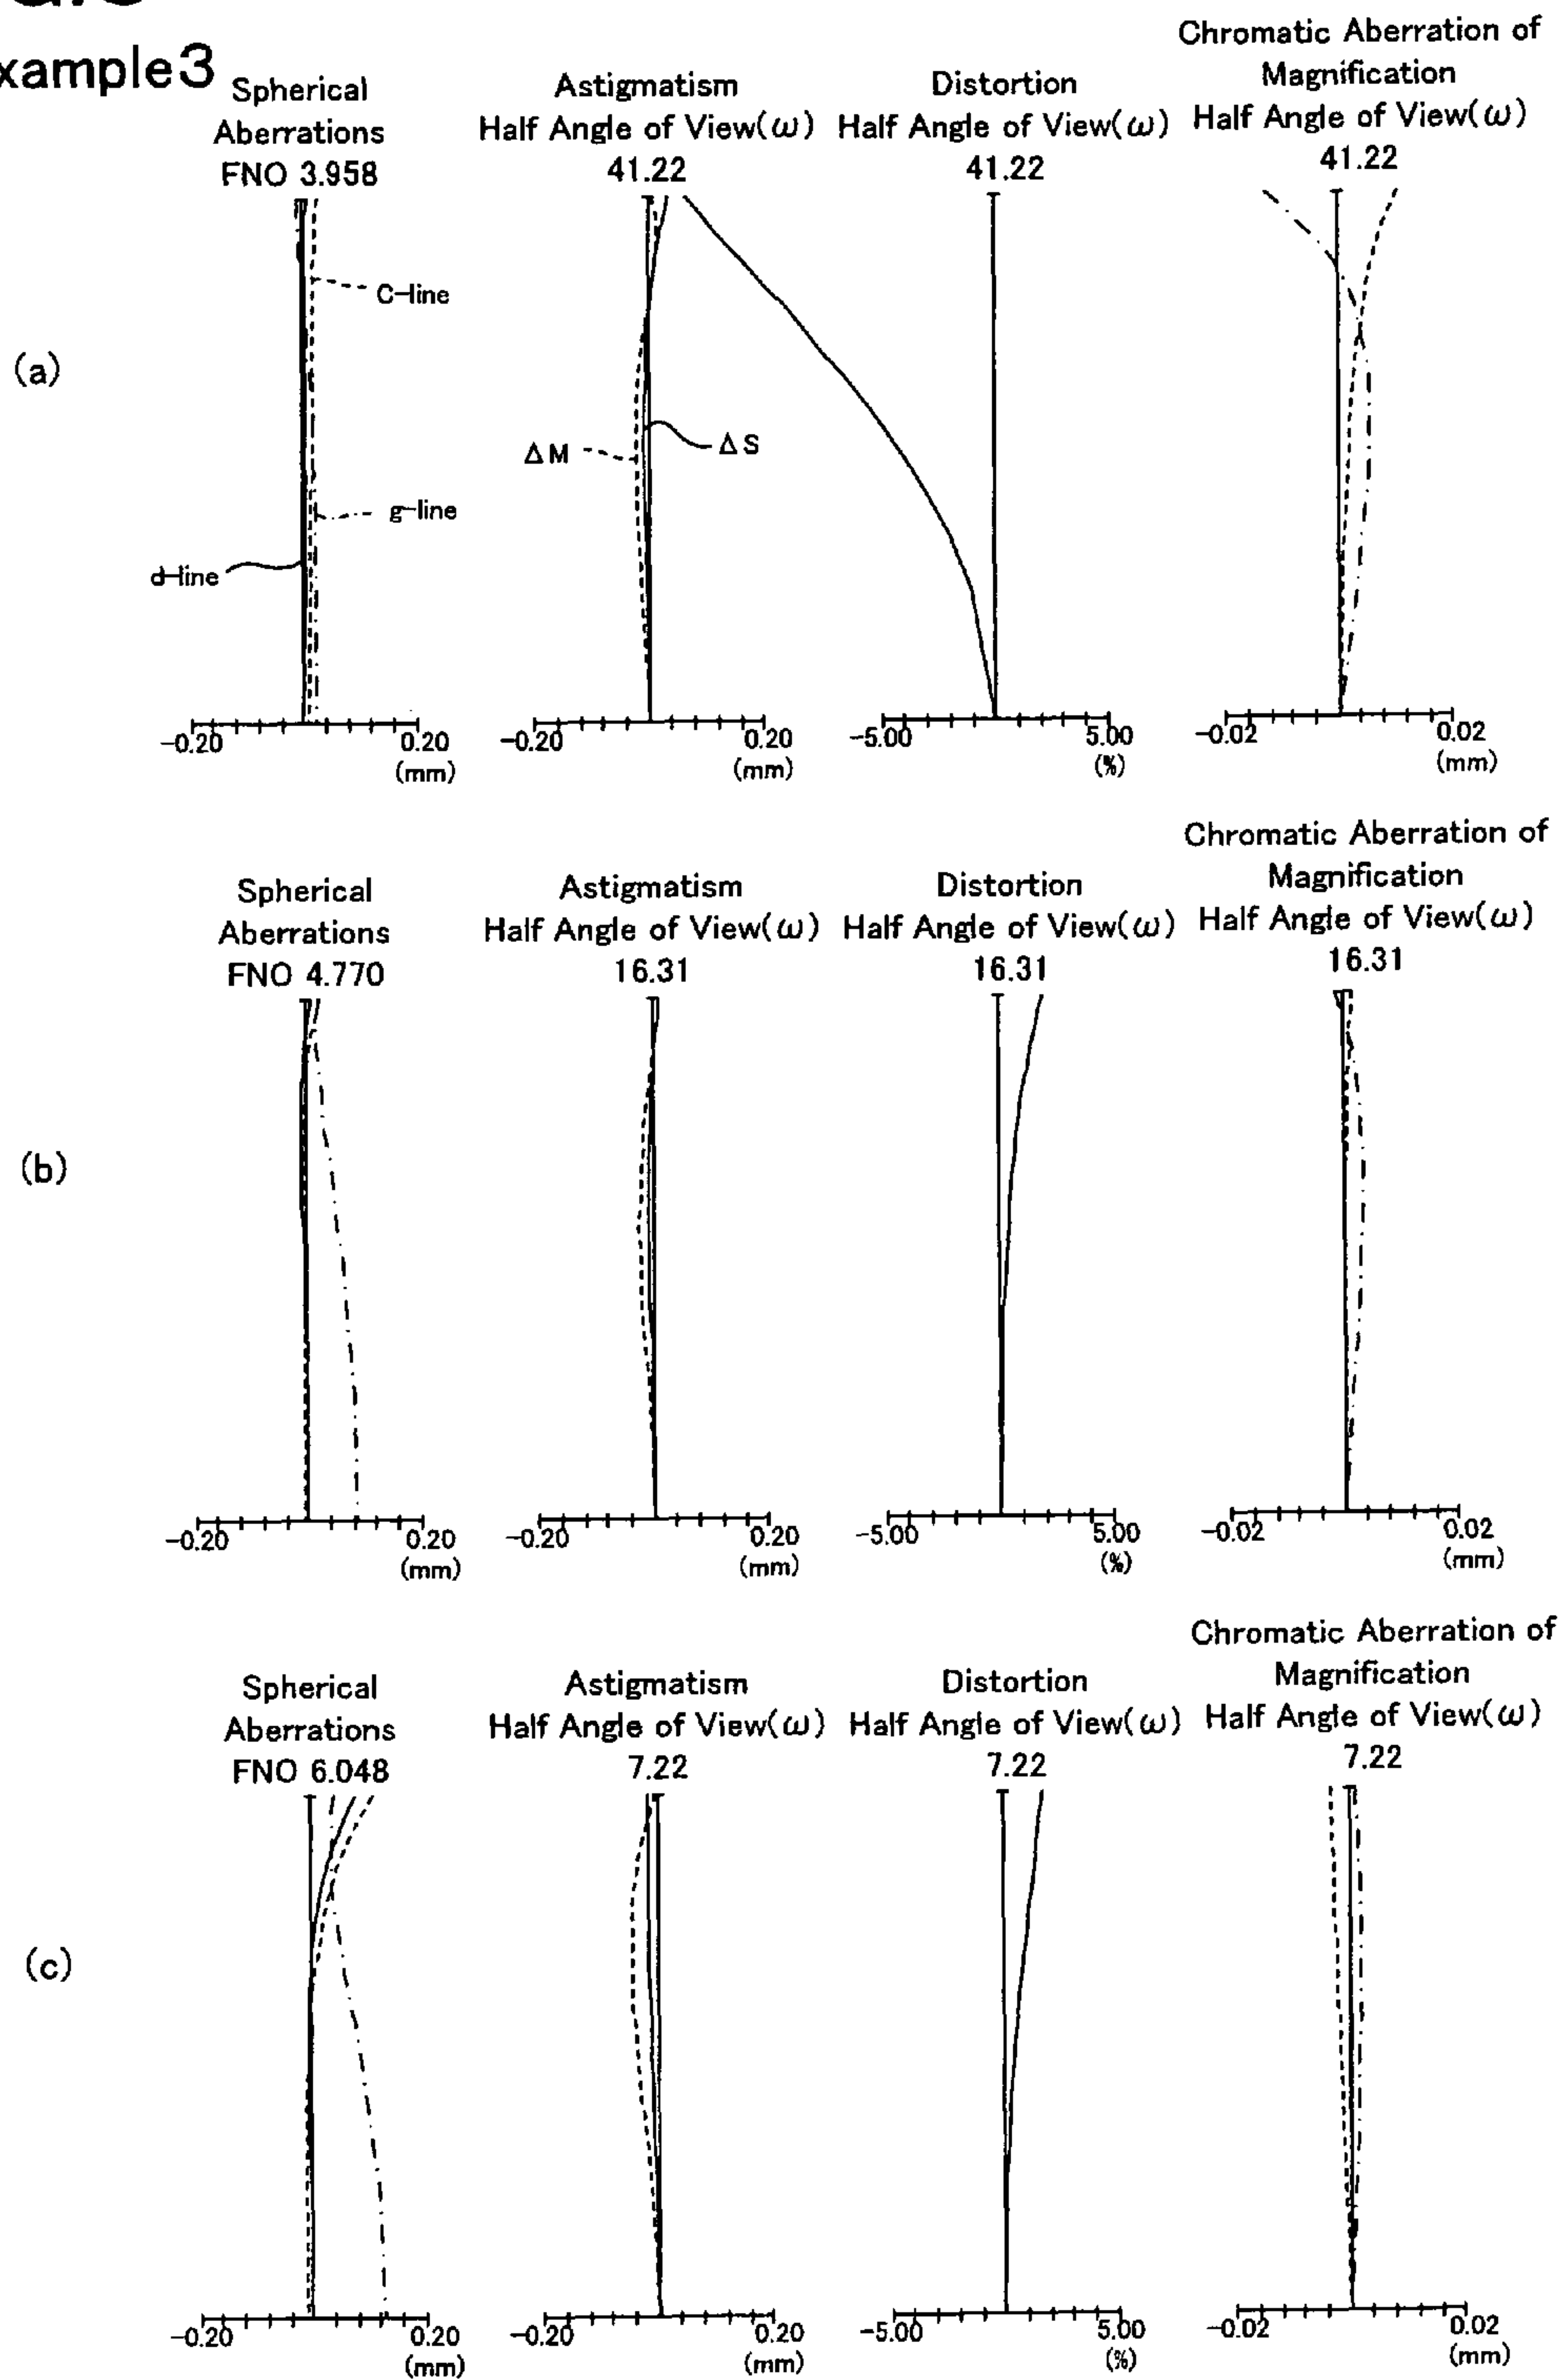 xample3
Spherical
Aberrations
FNO 3.958
Astigmatism
Half Angle of View(ω)
41.22
Distortion
Half Angle of View(ω)
41.22
Chromatic Aberration of
Magnification
Half Angle of View(ω)
41.22
(a)
C-line
g-line
d-line
ΔM
ΔS
-0.20
0.20
(mm)
-0.20
0.20
(mm)
-5.00
5.00
(%)
-0.02
0.02
(mm)
Spherical
Aberrations
FNO 4.770
Astigmatism
Half Angle of View(ω)
16.31
Distortion
Half Angle of View(ω)
16.31
Chromatic Aberration of
Magnification
Half Angle of View(ω)
16.31
(b)
-0.20
0.20
(mm)
-0.20
0.20
(mm)
-5.00
5.00
(%)
-0.02
0.02
(mm)
Spherical
Aberrations
FNO 6.048
Astigmatism
Half Angle of View(ω)
7.22
Distortion
Half Angle of View(ω)
7.22
Chromatic Aberration of
Magnification
Half Angle of View(ω)
7.22
(c)
-0.20
0.20
(mm)
-0.20
0.20
(mm)
-5.00
5.00
(%)
-0.02
0.02
(mm)